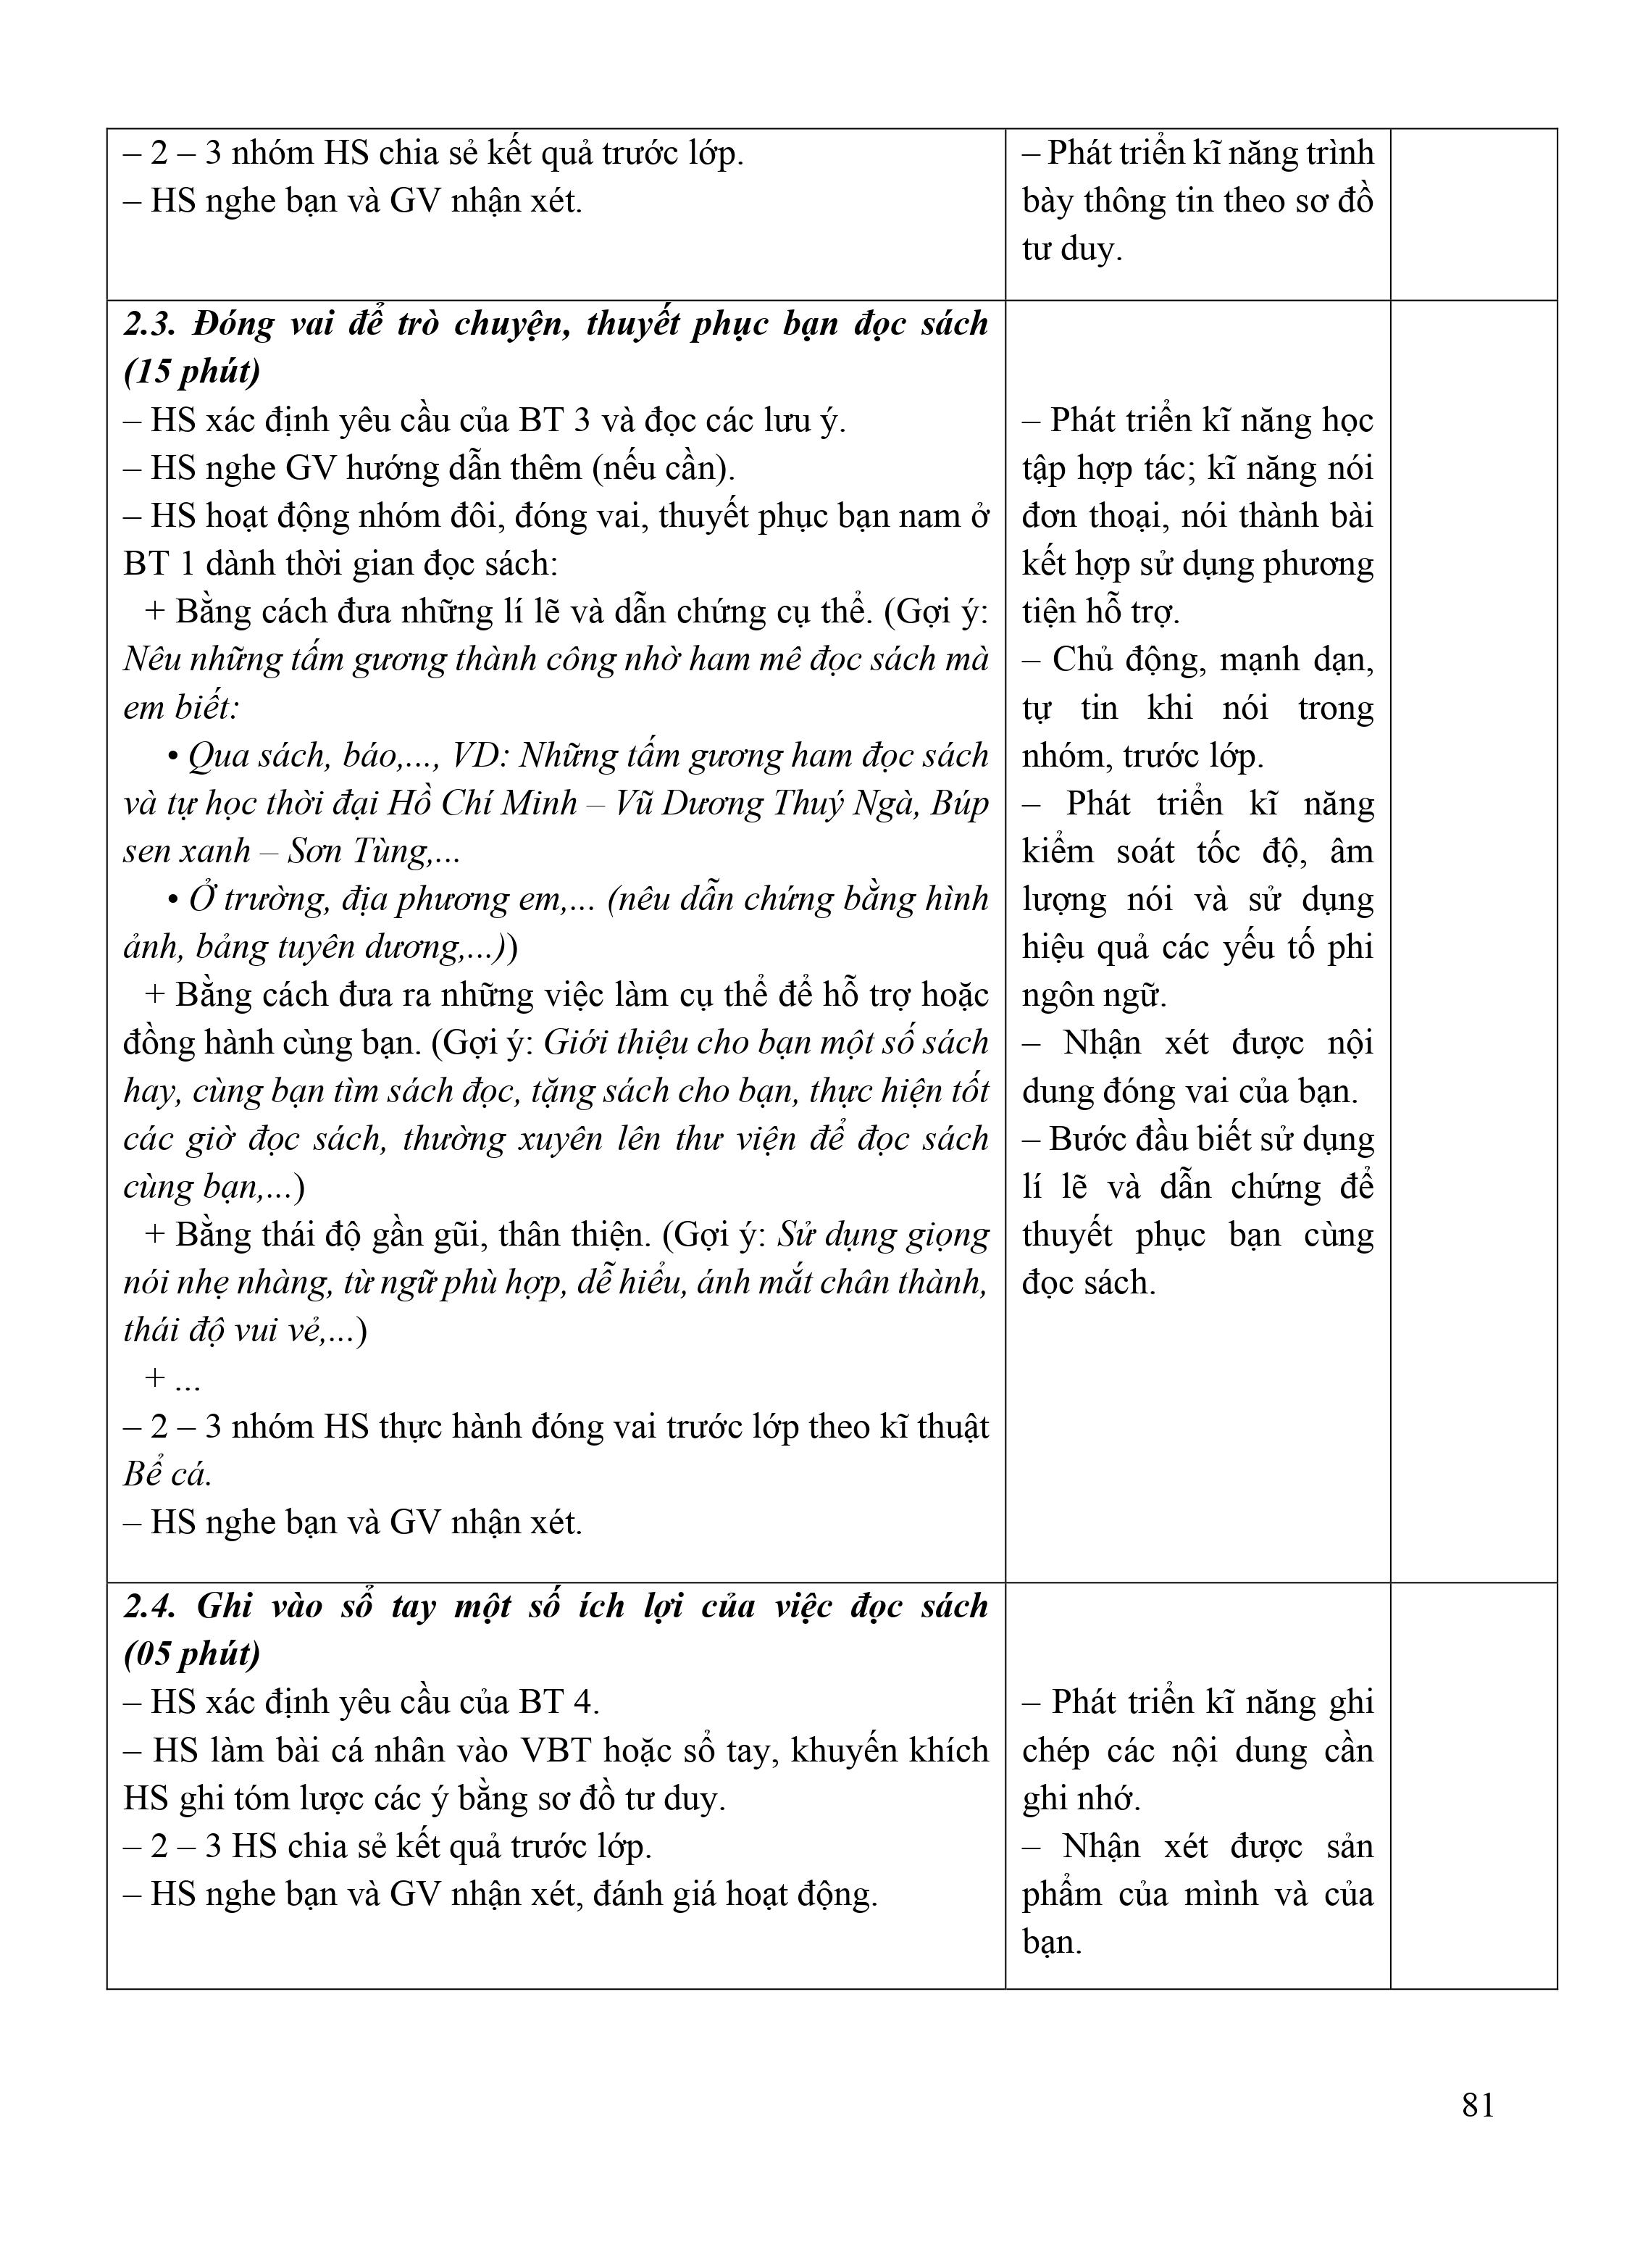 – 2 – 3 nhóm HS chia sẻ kết quả trước lớp.
– HS nghe bạn và GV nhận xét.
– Phát triển kĩ năng trình
bày thông tin theo sơ đồ
tư duy.
2.3. Đóng vai để trò chuyện, thuyết phục bạn đọc sách
(15 phút)
– HS xác định yêu cầu của BT 3 và đọc các lưu ý.
– HS nghe GV hướng dẫn thêm (nếu cần).
– HS hoạt động nhóm đôi, đóng vai, thuyết phục bạn nam ở
BT 1 dành thời gian đọc sách:
+ Bằng cách đưa những lí lẽ và dẫn chứng cụ thể. (Gợi ý:
Nêu những tấm gương thành công nhờ ham mê đọc sách mà
em biết:
• Qua sách, báo,..., VD: Những tấm gương ham đọc sách
và tự học thời đại Hồ Chí Minh – Vũ Dương Thuý Ngà, Búp
sen xanh – Sơn Tùng,...
• Ở trường, địa phương em,... (nêu dẫn chứng bằng hình
ảnh, bảng tuyên dương,...))
+ Bằng cách đưa ra những việc làm cụ thể để hỗ trợ hoặc
đồng hành cùng bạn. (Gợi ý: Giới thiệu cho bạn một số sách
hay, cùng bạn tìm sách đọc, tặng sách cho bạn, thực hiện tốt
các giờ đọc sách, thường xuyên lên thư viện để đọc sách
cùng bạn,...)
+ Bằng thái độ gần gũi, thân thiện. (Gợi ý: Sử dụng giọng
nói nhẹ nhàng, từ ngữ phù hợp, dễ hiểu, ánh mắt chân thành,
thái độ vui vẻ,...)
+ ...
– 2 – 3 nhóm HS thực hành đóng vai trước lớp theo kĩ thuật
Bể cá.
– HS nghe bạn và GV nhận xét.
– Phát triển kĩ năng học
tập hợp tác; kĩ năng nói
đơn thoại, nói thành bài
kết hợp sử dụng phương
tiện hỗ trợ.
– Chủ động, mạnh dạn,
tự tin khi nói trong
nhóm, trước lớp.
– Phát triển kĩ năng
kiểm soát tốc độ, âm
lượng nói và sử dụng
hiệu quả các yếu tố phi
ngôn ngữ.
– Nhận xét được nội
dung đóng vai của bạn.
– Bước đầu biết sử dụng
lí lẽ và dẫn chứng để
thuyết phục bạn cùng
đọc sách.
2.4. Ghi vào sổ tay một số ích lợi của việc đọc sách
(05 phút)
– HS xác định yêu cầu của BT 4.
– HS làm bài cá nhân vào VBT hoặc sổ tay, khuyến khích
HS ghi tóm lược các ý bằng sơ đồ tư duy.
– 2 – 3 HS chia sẻ kết quả trước lớp.
– HS nghe bạn và GV nhận xét, đánh giá hoạt động.
– Phát triển kĩ năng ghi
chép các nội dung cần
ghi nhớ.
– Nhận xét được sản
phẩm của mình và của
bạn.
81